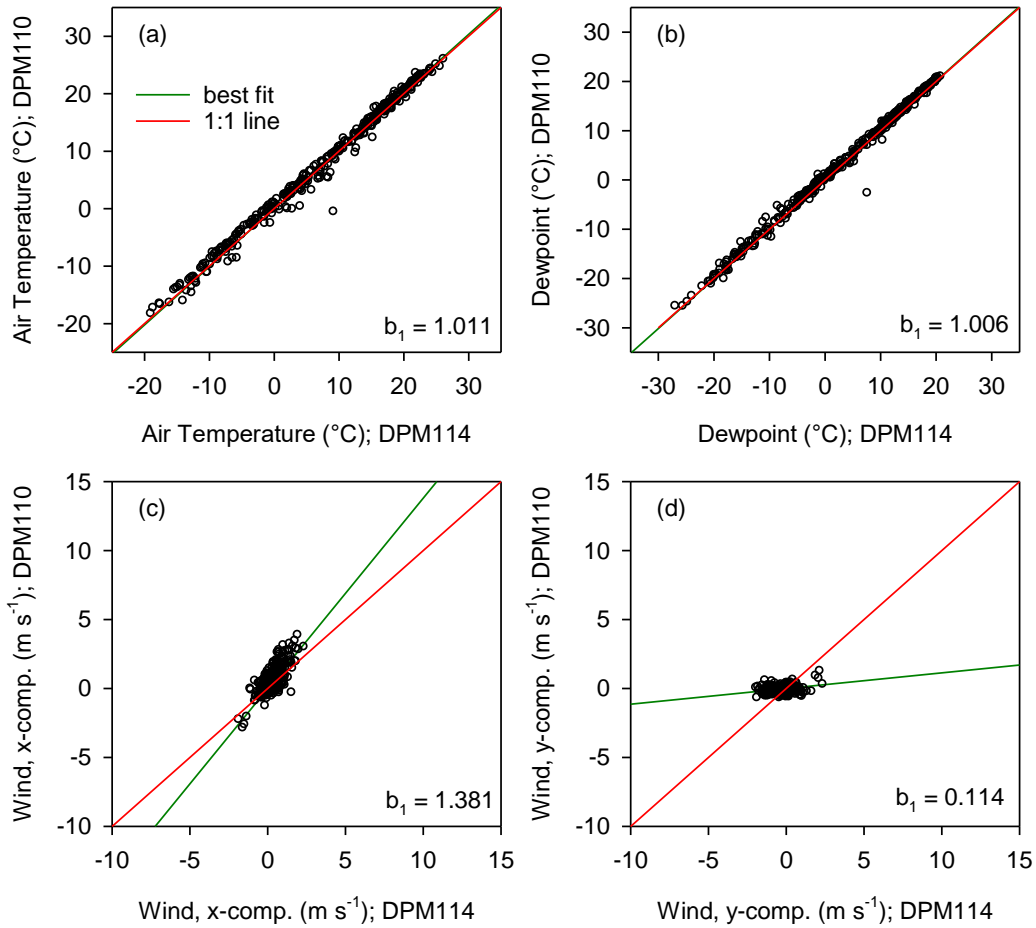 (a)
best fit
1:1 line
b₁ = 1.011
35
30
20
10
0
-10
-20
-20 -10 0 10 20 30
Air Temperature (°C); DPM110
Air Temperature (°C); DPM114
(b)
b₁ = 1.006
30
20
10
0
-10
-20
-30
-30 -20 -10 0 10 20 30
Dewpoint (°C); DPM110
Dewpoint (°C); DPM114
(c)
b₁ = 1.381
15
10
5
0
-5
-10
-10 -5 0 5 10 15
Wind, x-comp. (m s⁻¹); DPM110
Wind, x-comp. (m s⁻¹); DPM114
(d)
b₁ = 0.114
15
10
5
0
-5
-10
-10 -5 0 5 10 15
Wind, y-comp. (m s⁻¹); DPM110
Wind, y-comp. (m s⁻¹); DPM114